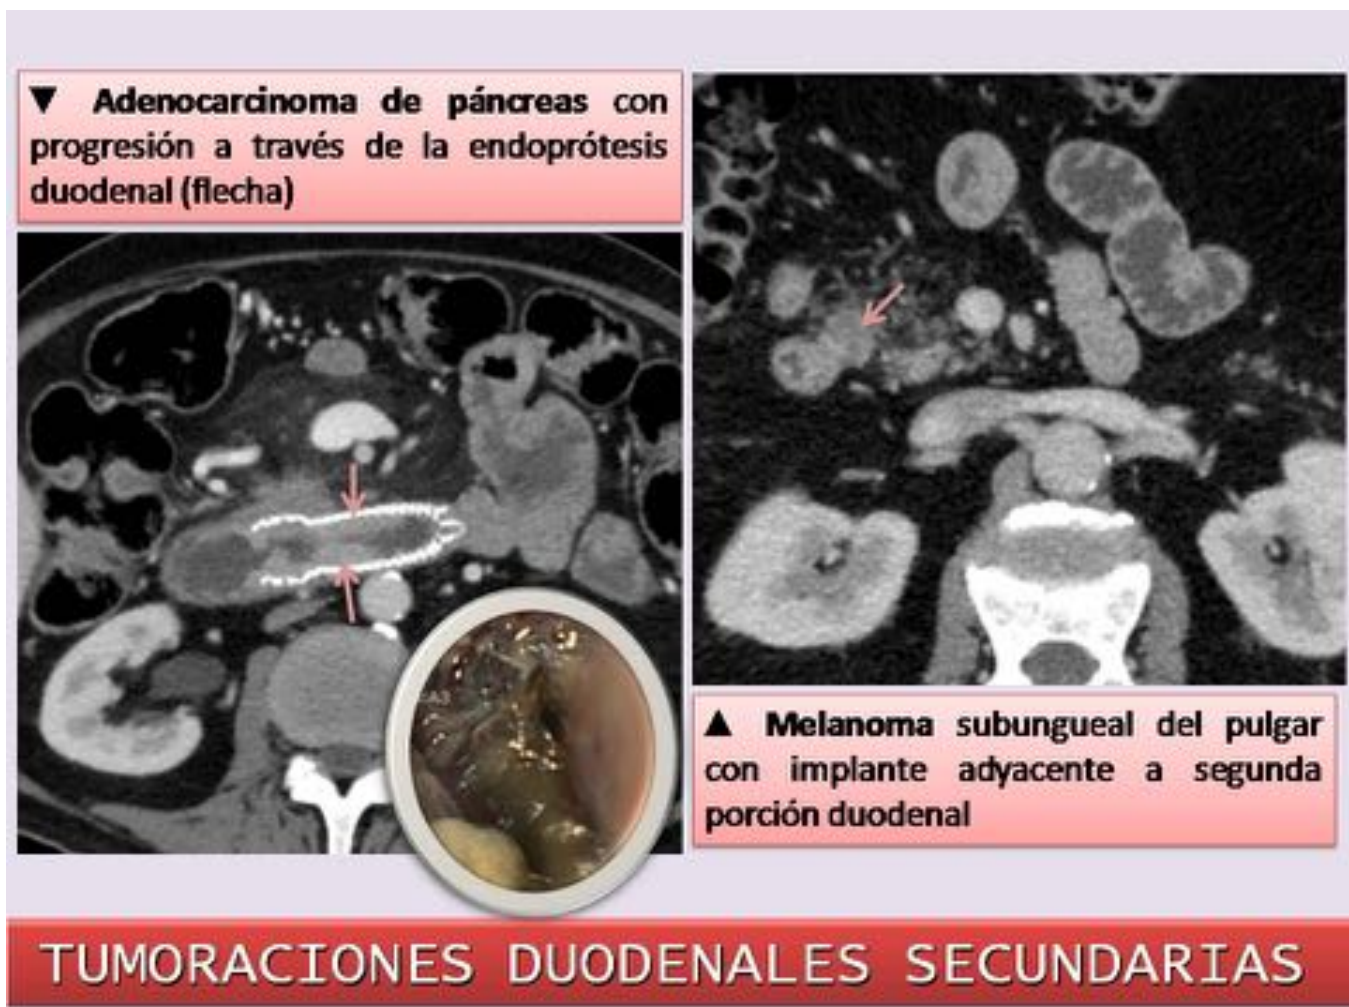 ▼ Adenocarcinoma de páncreas con
progresión a través de la endoprótesis
duodenal (flecha)
▲ Melanoma subungueal del pulgar
con implante adyacente a segunda
porción duodenal
TUMORACIONES DUODENALES SECUNDARIAS